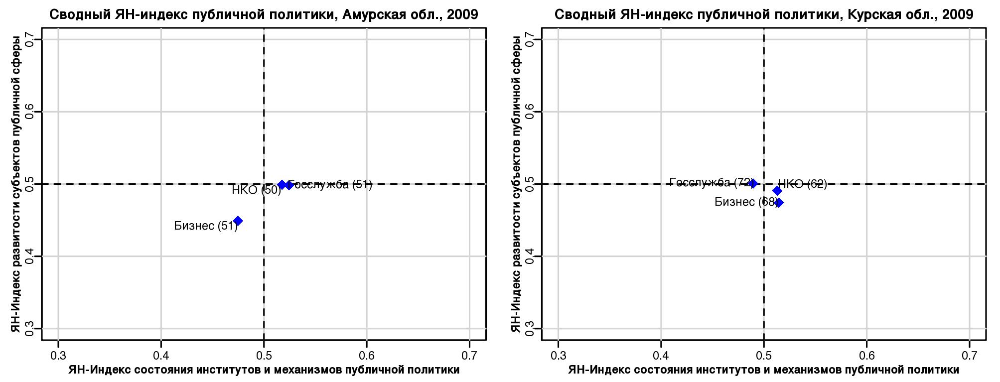 Сводный ЯН-индекс публичной политики, Амурская обл., 2009
ЯН-Индекс развитости субъектов публичной сферы
0.7
0.6
0.5
0.4
0.3
Госслужба (51)
НКО (50)
Бизнес (51)
0.3 0.4 0.5 0.6 0.7
ЯН-Индекс состояния институтов и механизмов публичной политики
Сводный ЯН-индекс публичной политики, Курская обл., 2009
ЯН-Индекс развитости субъектов публичной сферы
0.7
0.6
0.5
0.4
0.3
Госслужба (72)
НКО (62)
Бизнес (68)
0.3 0.4 0.5 0.6 0.7
ЯН-Индекс состояния институтов и механизмов публичной политики